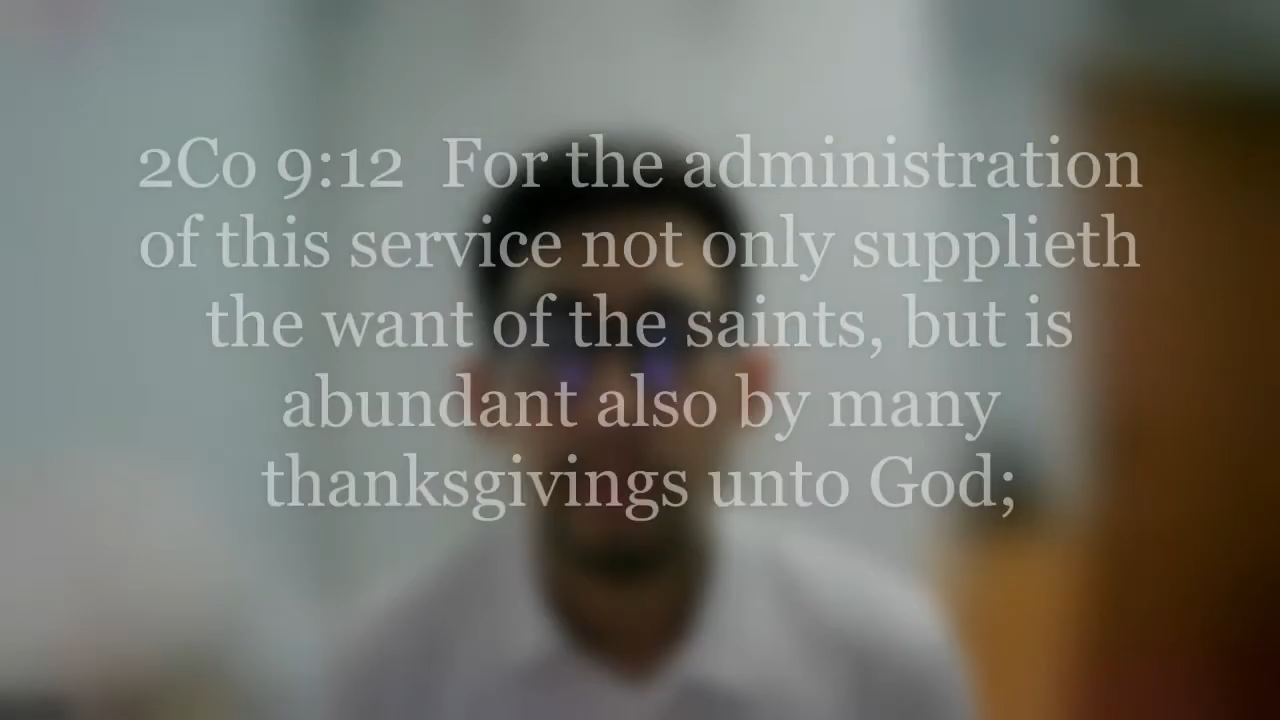 2Co 9:12  For the administration
of this service not only supplieth
the want of the saints, but is
abundant also by many
thanksgivings unto God;